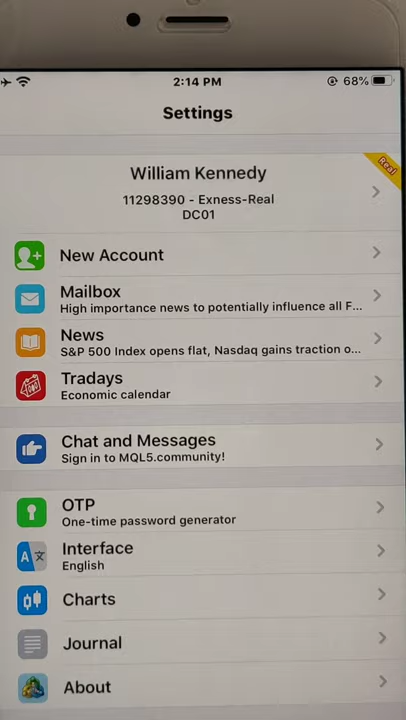 2:14 PM
68%
Settings
William Kennedy
Real
11298390 - Exness-Real
DC01
New Account
Mailbox
High importance news to potentially influence all F...
News
S&P 500 Index opens flat, Nasdaq gains traction o...
Tradays
Economic calendar
Chat and Messages
Sign in to MQL5.community!
OTP
One-time password generator
Interface
English
Charts
Journal
About